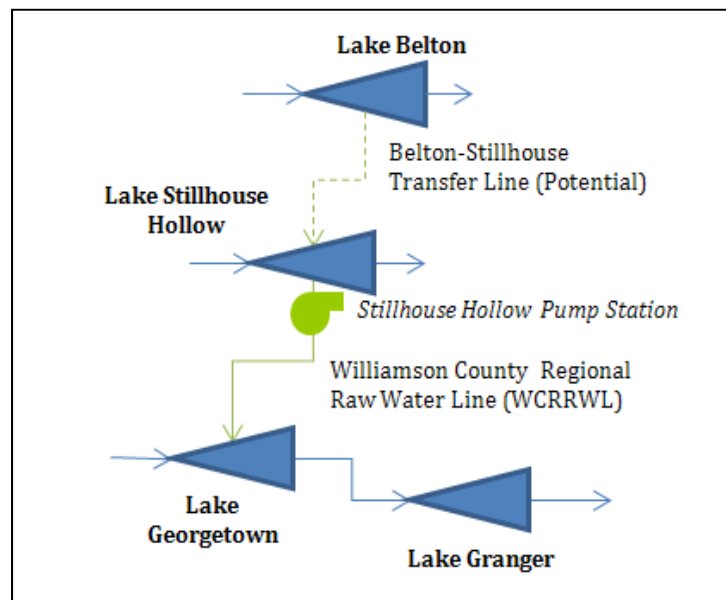 Lake Belton
Belton-Stillhouse
Transfer Line (Potential)
Lake Stillhouse
Hollow
Stillhouse Hollow Pump Station
Williamson County Regional
Raw Water Line (WCRRWL)
Lake
Georgetown
Lake Granger